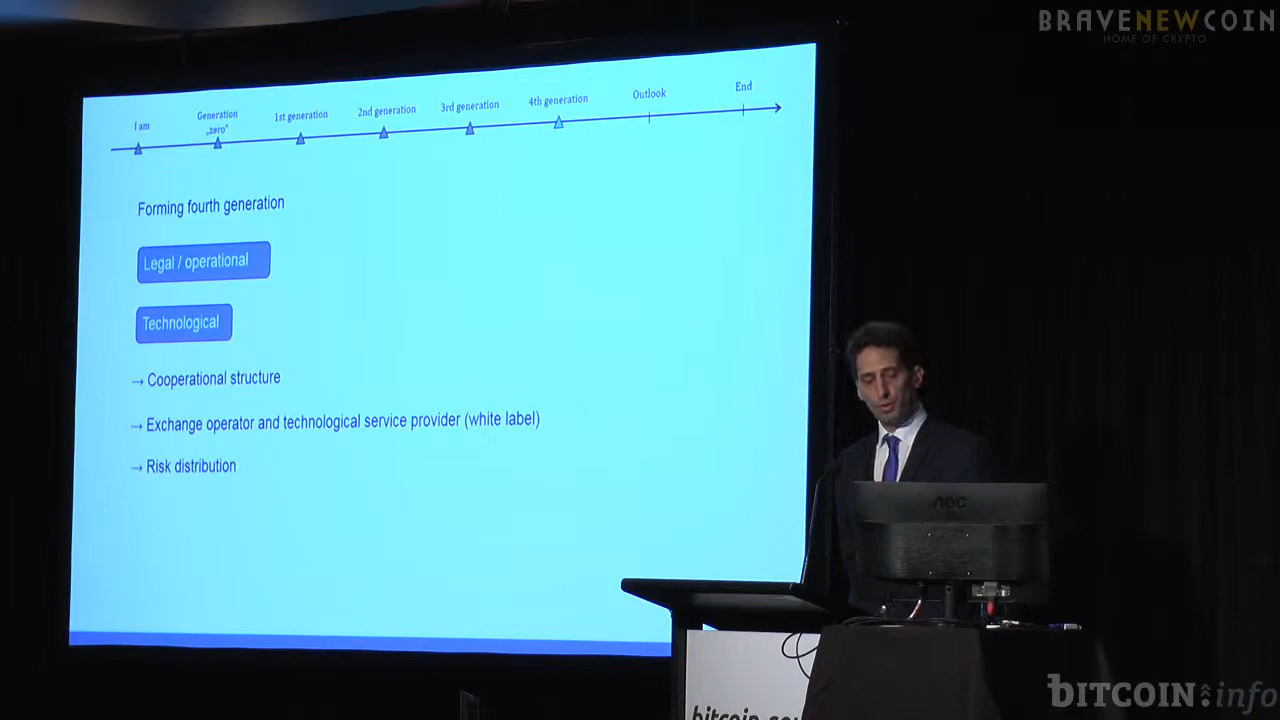 BRAVENEWCOIN
HOME OF CRYPTO
I am
Generation
„zero"
1st generation
2nd generation
3rd generation
4th generation
Outlook
End
Forming fourth generation
Legal / operational
Technological
→ Cooperational structure
→ Exchange operator and technological service provider (white label)
→ Risk distribution
AOC
bitcoin
BITCOIN:info